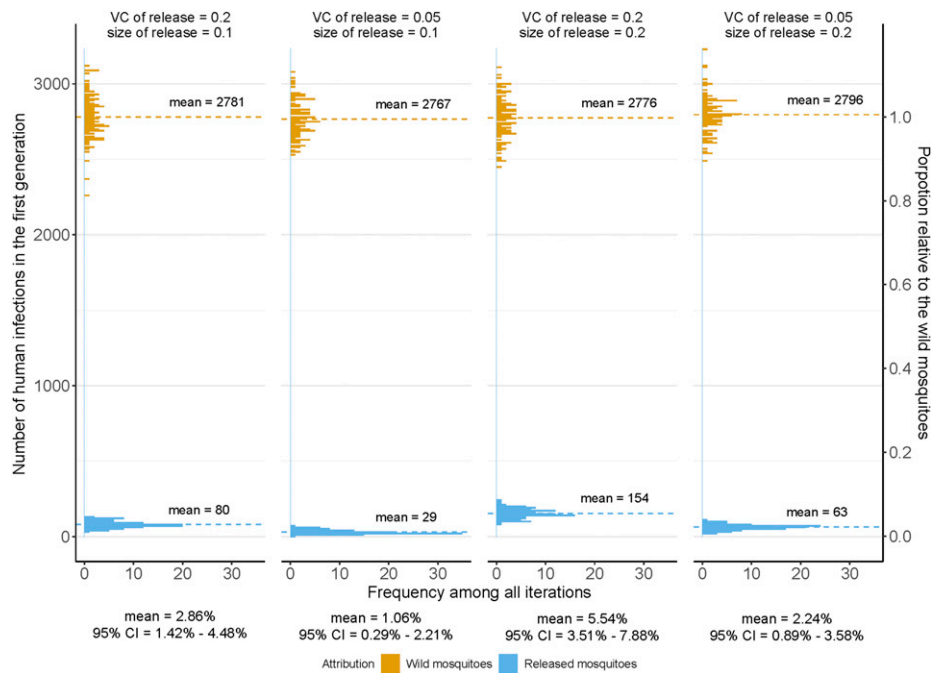 VC of release = 0.2
size of release = 0.1
VC of release = 0.05
size of release = 0.1
VC of release = 0.2
size of release = 0.2
VC of release = 0.05
size of release = 0.2
Number of human infections in the first generation
3000
2000
1000
0
mean = 2781
mean = 2767
mean = 2776
mean = 2796
mean = 80
mean = 29
mean = 154
mean = 63
1.0
0.8
0.6
0.4
0.2
0.0
Porpotion relative to the wild mosquitoes
0 10 20 30
0 10 20 30
0 10 20 30
0 10 20 30
Frequency among all iterations
mean = 2.86%
95% CI = 1.42% - 4.48%
mean = 1.06%
95% CI = 0.29% - 2.21%
mean = 5.54%
95% CI = 3.51% - 7.88%
mean = 2.24%
95% CI = 0.89% - 3.58%
Attribution Wild mosquitoes Released mosquitoes